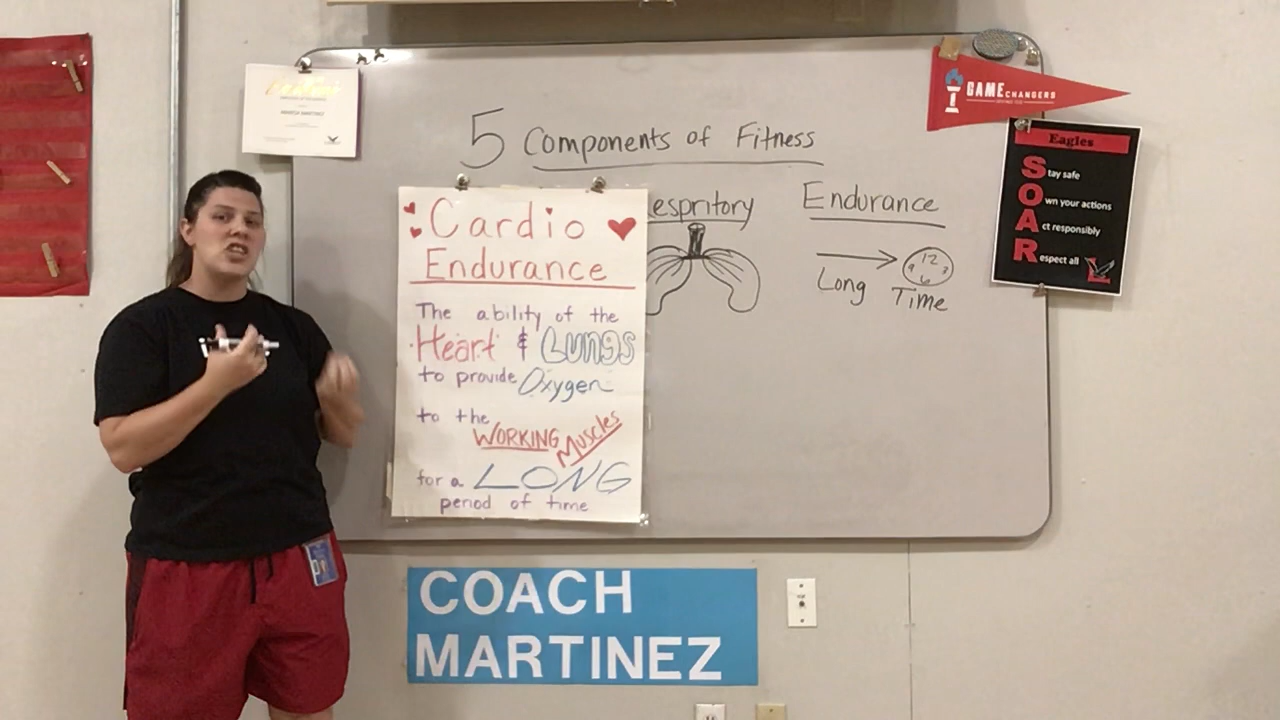 5 Components of Fitness
Cardio
Endurance
The ability of the
Heart & Lungs
to provide Oxygen
to the
WORKING Muscles
for a LONG
period of time
espritory
Endurance
Long Time
12
9 3
6
GAME CHANGERS
Eagles
Stay safe
Own your actions
Act responsibly
Respect all
COACH
MARTINEZ